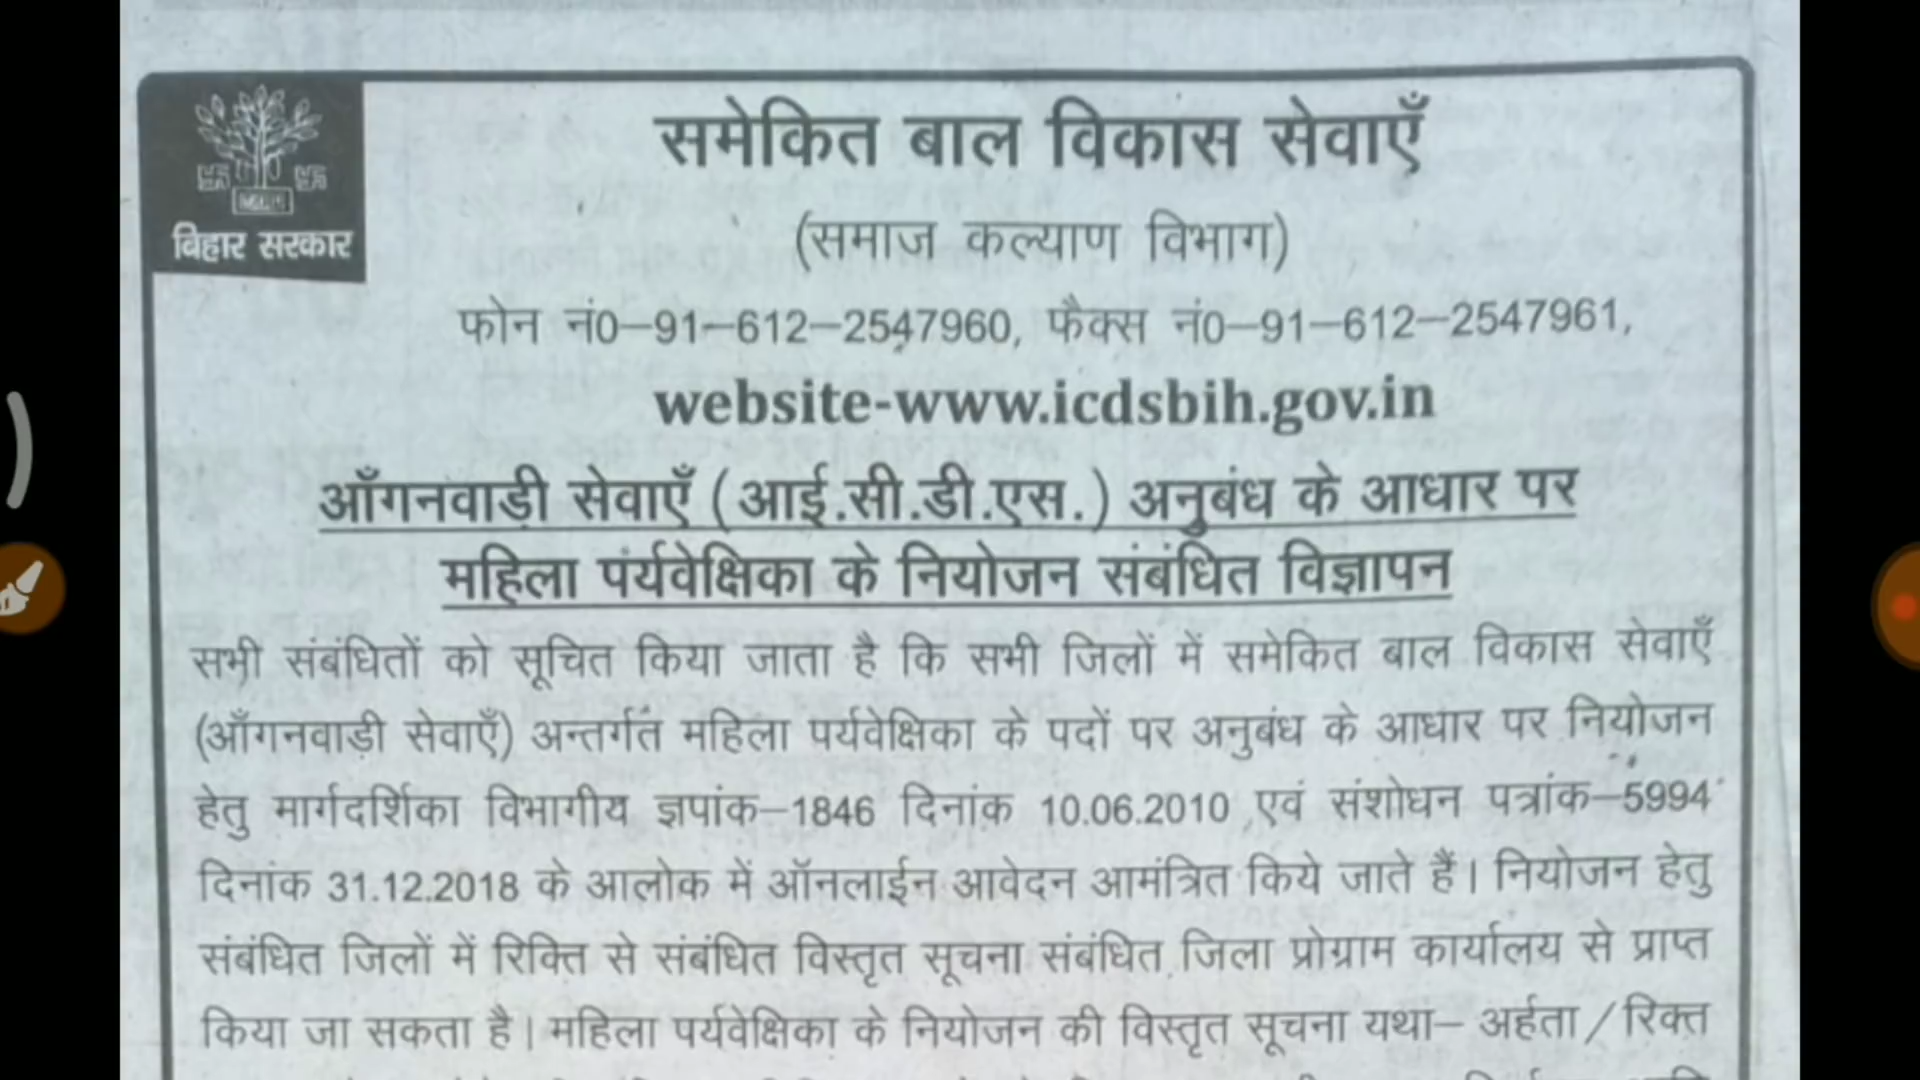 बिहार सरकार
समेकित बाल विकास सेवाएँ
(समाज कल्याण विभाग)
फोन नं0–91–612–2547960, फैक्स नं0–91–612–2547961,
website-www.icdsbih.gov.in
आँगनवाड़ी सेवाएँ (आई.सी.डी.एस.) अनुबंध के आधार पर
महिला पंर्यवेक्षिका के नियोजन संबंधित विज्ञापन
सभी संबंधितों को सूचित किया जाता है कि सभी जिलों में समेकित बाल विकास सेवाएँ
(आँगनवाड़ी सेवाएँ) अन्तर्गत महिला पर्यवेक्षिका के पदों पर अनुबंध के आधार पर नियोजन
हेतु मार्गदर्शिका विभागीय ज्ञपांक–1846 दिनांक 10.06.2010 एवं संशोधन पत्रांक–5994
दिनांक 31.12.2018 के आलोक में ऑनलाईन आवेदन आमंत्रित किये जाते हैं। नियोजन हेतु
संबंधित जिलों में रिक्ति से संबंधित विस्तृत सूचना संबंधित जिला प्रोग्राम कार्यालय से प्राप्त
किया जा सकता है। महिला पर्यवेक्षिका के नियोजन की विस्तृत सूचना यथा– अर्हता/रिक्त